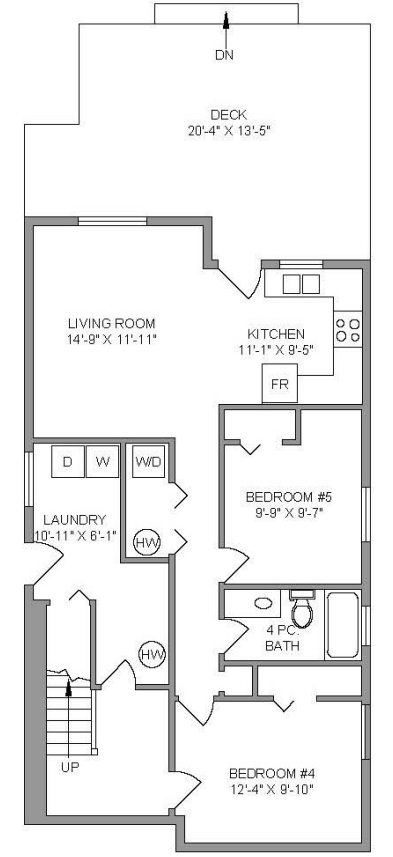 DN
DECK
20'-4" X 13'-5"
LIVING ROOM
14'-9" X 11'-11"
KITCHEN
11'-1" X 9'-5"
FR
D
W
W/D
BEDROOM #5
9'-9" X 9'-7"
LAUNDRY
10'-11" X 6'-1"
HW
4 PC.
BATH
HW
UP
BEDROOM #4
12'-4" X 9'-10"